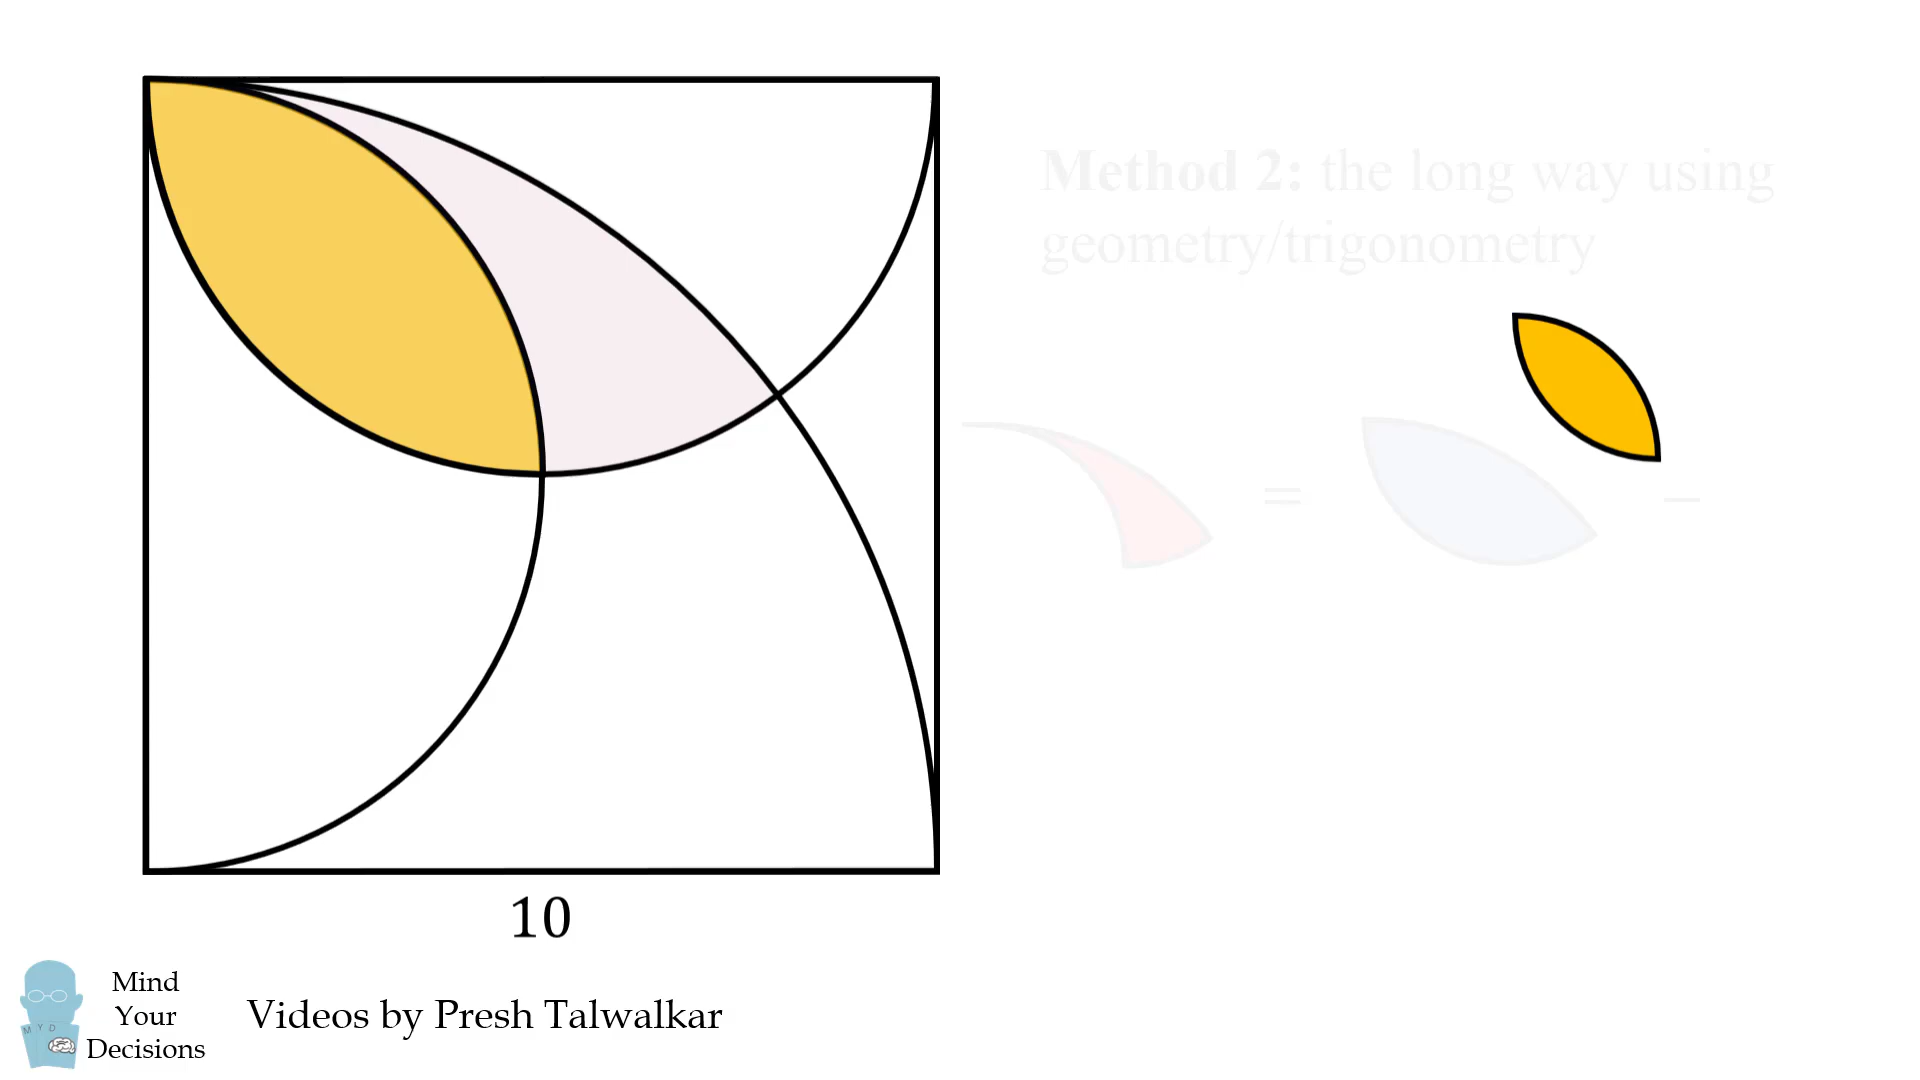 Method 2: the long way using
geometry/trigonometry
=
−
10
Mind
Your
Decisions
M Y D
Videos by Presh Talwalkar